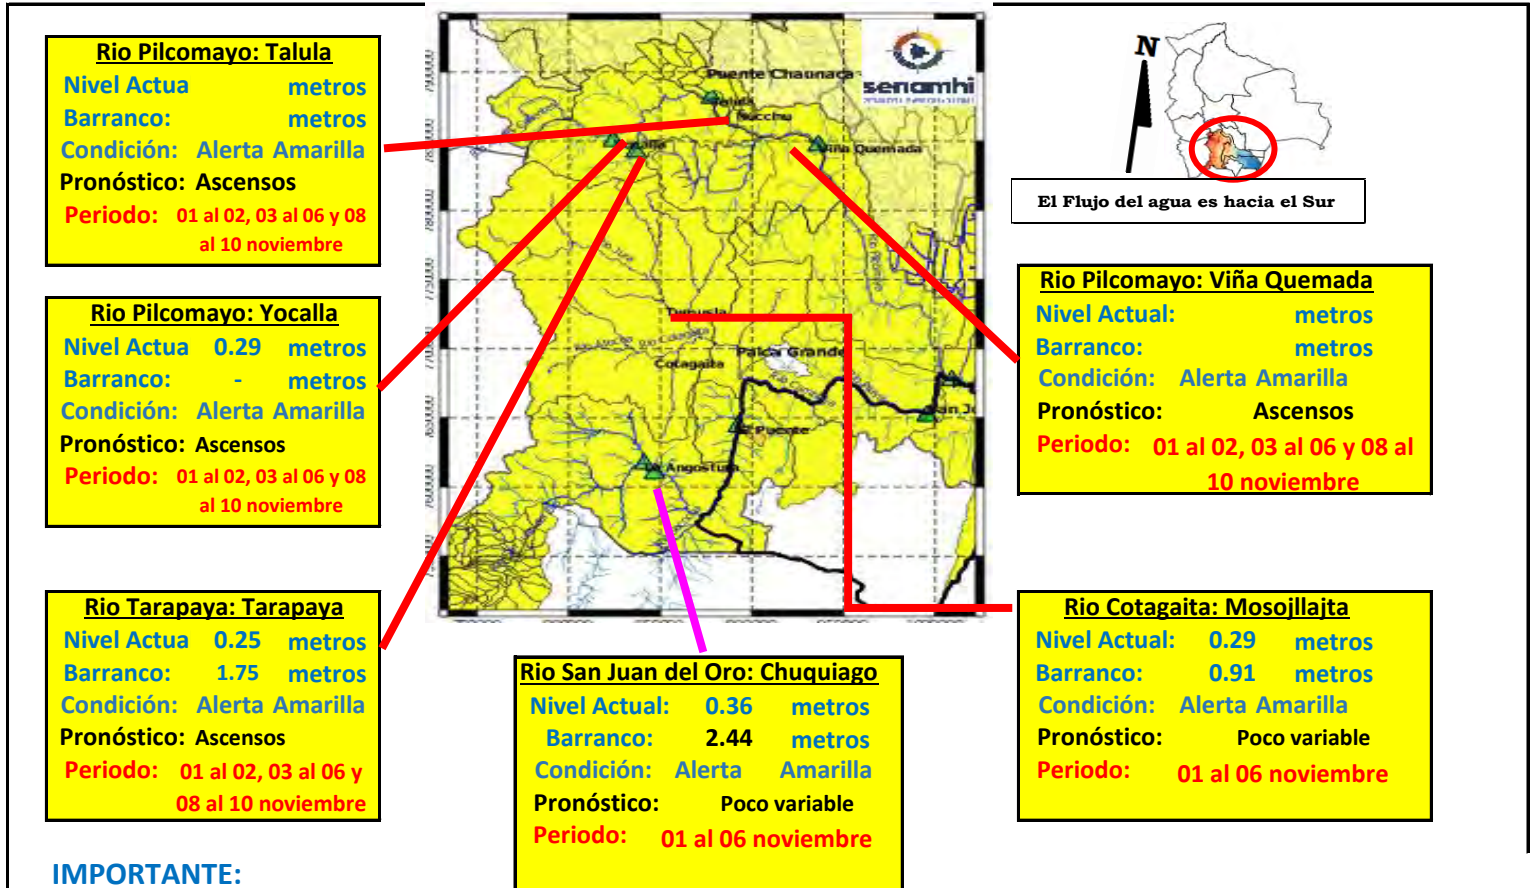 Rio Pilcomayo: Talula
Nivel Actua metros
Barranco: metros
Condición: Alerta Amarilla
Pronóstico: Ascensos
Periodo: 01 al 02, 03 al 06 y 08
al 10 noviembre
Rio Pilcomayo: Yocalla
Nivel Actua 0.29 metros
Barranco: - metros
Condición: Alerta Amarilla
Pronóstico: Ascensos
Periodo: 01 al 02, 03 al 06 y 08
al 10 noviembre
Rio Tarapaya: Tarapaya
Nivel Actua 0.25 metros
Barranco: 1.75 metros
Condición: Alerta Amarilla
Pronóstico: Ascensos
Periodo: 01 al 02, 03 al 06 y
08 al 10 noviembre
IMPORTANTE:
senamhi
Puente Chaunaca
Viña Quemada
Palca Grande
Cotagaita
El Puente
La Angostura
Rio San Juan del Oro: Chuquiago
Nivel Actual: 0.36 metros
Barranco: 2.44 metros
Condición: Alerta Amarilla
Pronóstico: Poco variable
Periodo: 01 al 06 noviembre
N
El Flujo del agua es hacia el Sur
Rio Pilcomayo: Viña Quemada
Nivel Actual: metros
Barranco: metros
Condición: Alerta Amarilla
Pronóstico: Ascensos
Periodo: 01 al 02, 03 al 06 y 08 al
10 noviembre
Rio Cotagaita: Mosojllajta
Nivel Actual: 0.29 metros
Barranco: 0.91 metros
Condición: Alerta Amarilla
Pronóstico: Poco variable
Periodo: 01 al 06 noviembre